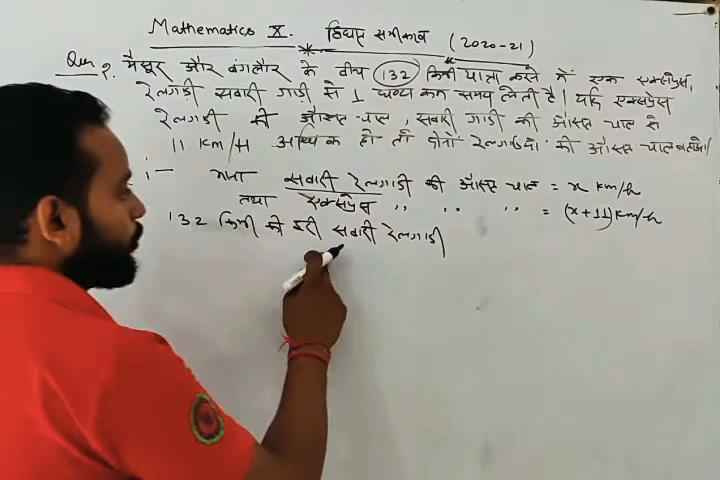 Mathematics X. द्विघात समीकरण (2020-21)
Que 2. मैसूर और बंगलौर के बीच 132 किमी यात्रा करने में एक एक्सप्रेस
रेलगाड़ी सवारी गाड़ी से 1 घण्टा कम समय लेती है। यदि एक्सप्रेस
रेलगाड़ी की औसत चाल, सवारी गाडी की औसत चाल से
11 KM/H अधिक हो तो दोनों रेलगाड़ियों की औसत चाल बताओ।
:- माना सवारी रेलगाडी की औसत चाल = x km/h
तथा एक्सप्रेस ,, ,, ,, = (x+11) km/h
132 किमी की दूरी सवारी रेलगाडी